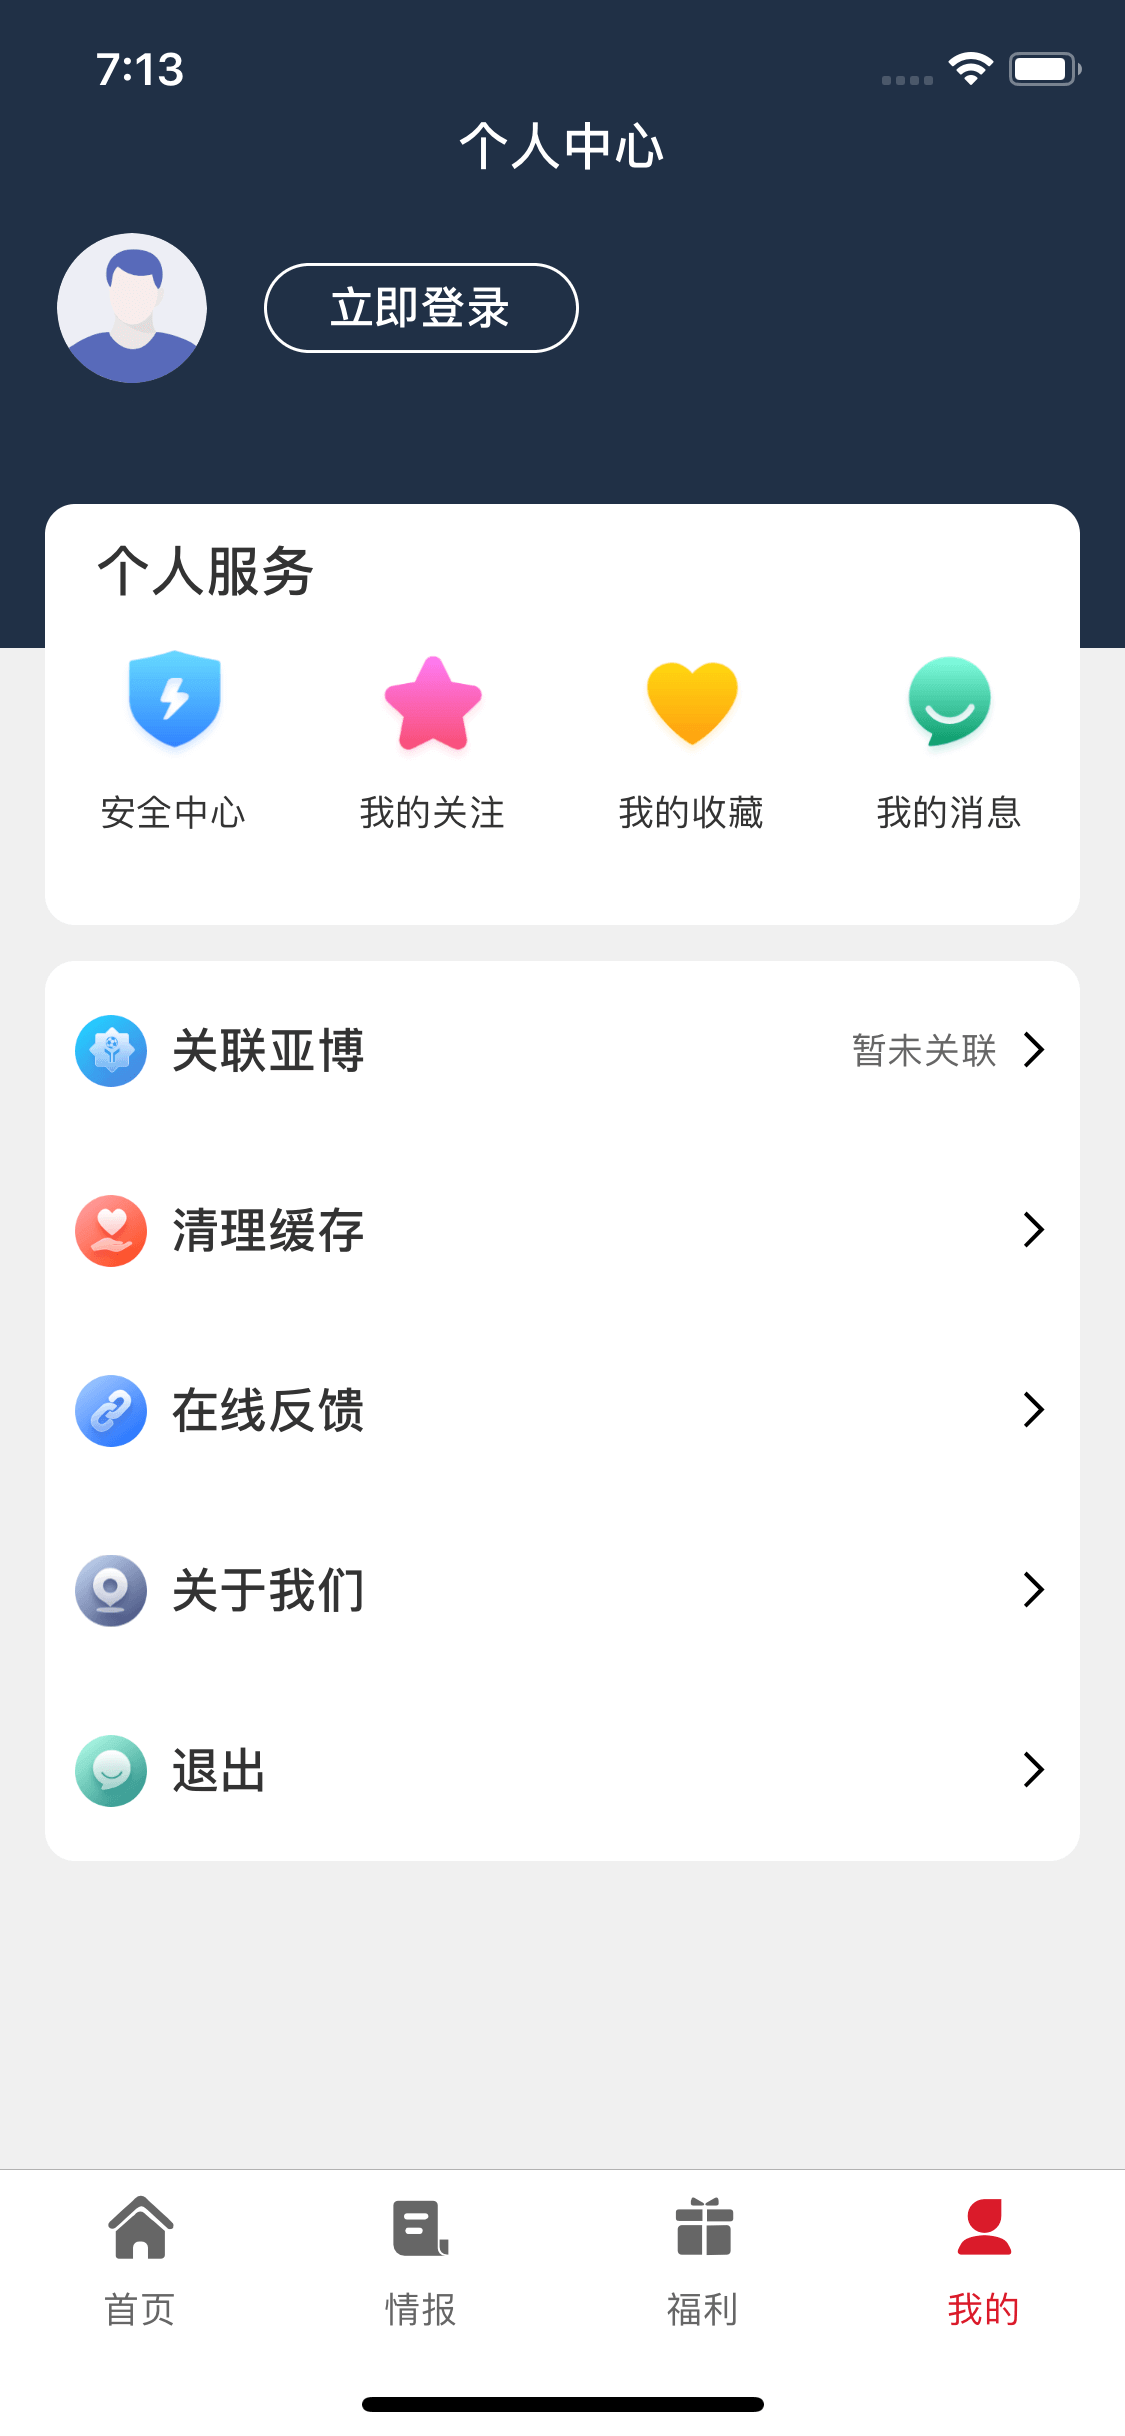 7:13
个人中心
立即登录
个人服务
安全中心 我的关注 我的收藏 我的消息
关联亚博 暂未关联
清理缓存
在线反馈
关于我们
退出
首页 情报 福利 我的